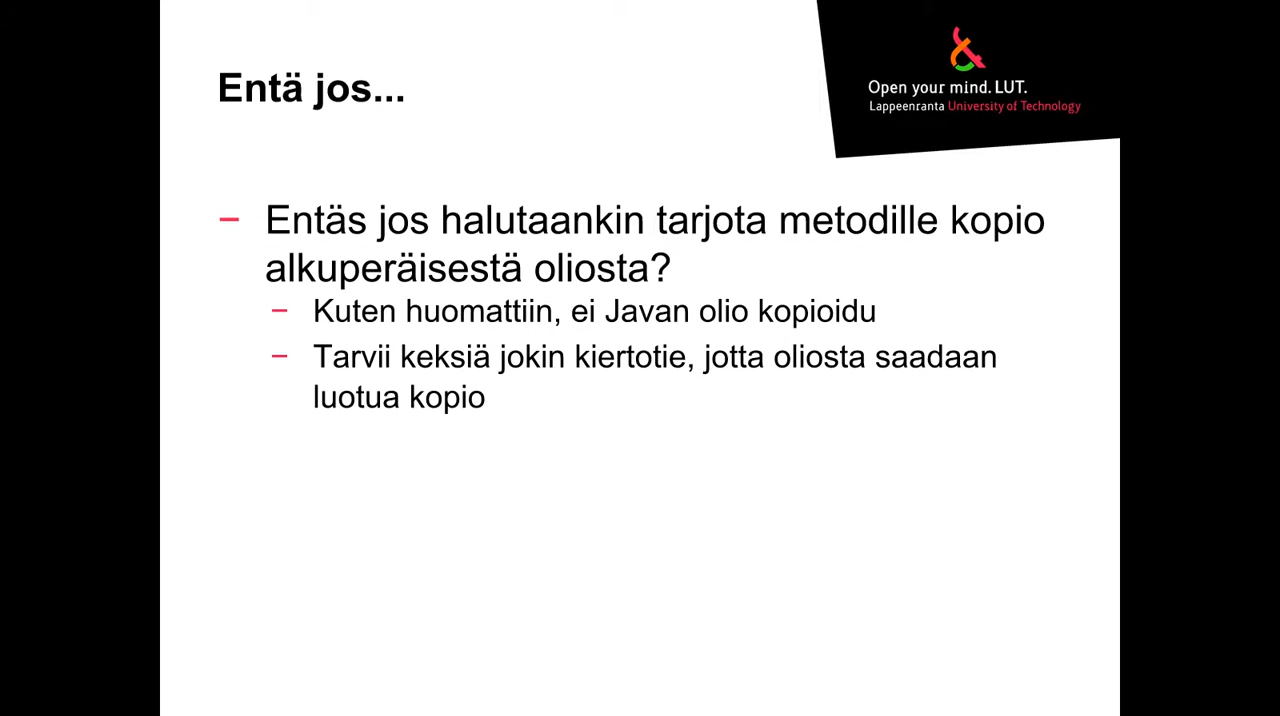 Entä jos...
Open your mind. LUT.
Lappeenranta University of Technology
– Entäs jos halutaankin tarjota metodille kopio
alkuperäisestä oliosta?
– Kuten huomattiin, ei Javan olio kopioidu
– Tarvii keksiä jokin kiertotie, jotta oliosta saadaan
luotua kopio